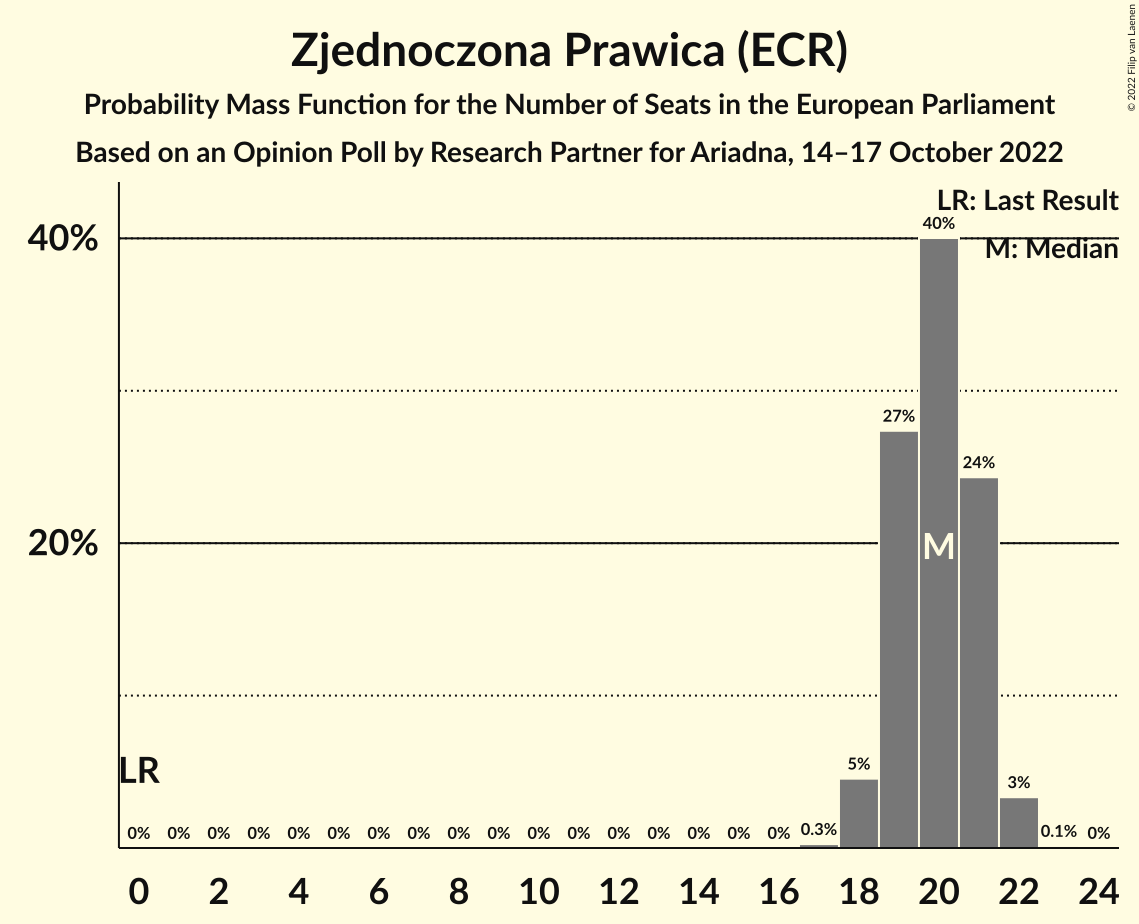 Zjednoczona Prawica (ECR)
Probability Mass Function for the Number of Seats in the European Parliament
Based on an Opinion Poll by Research Partner for Ariadna, 14–17 October 2022
© 2022 Filip van Laenen
LR: Last Result
M: Median
40%
20%
40%
27%
24%
M
LR
5%
3%
0% 0% 0% 0% 0% 0% 0% 0% 0% 0% 0% 0% 0% 0% 0% 0% 0% 0.3% 0.1% 0%
0 2 4 6 8 10 12 14 16 18 20 22 24